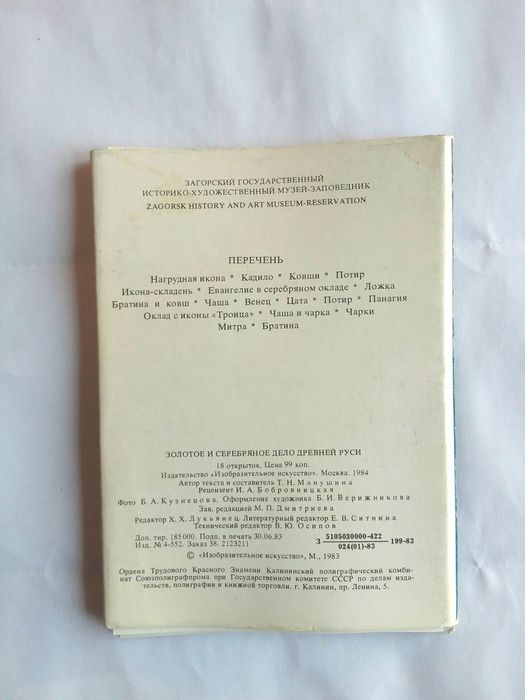 ЗАГОРСКИЙ ГОСУДАРСТВЕННЫЙ
ИСТОРИКО-ХУДОЖЕСТВЕННЫЙ МУЗЕЙ-ЗАПОВЕДНИК
ZAGORSK HISTORY AND ART MUSEUM-RESERVATION
ПЕРЕЧЕНЬ
Нагрудная икона * Кадило * Ковши * Потир
Икона-складень * Евангелие в серебряном окладе * Ложка
Братина и ковш * Чаша * Венец * Цата * Потир * Панагия
Оклад с иконы «Троица» * Чаша и чарка * Чарки
Митра * Братина
ЗОЛОТОЕ И СЕРЕБРЯНОЕ ДЕЛО ДРЕВНЕЙ РУСИ
18 открыток. Цена 99 коп.
Издательство «Изобразительное искусство». Москва. 1984
Автор текста и составитель Т. Н. Манушина
Рецензент И. А. Бобровницкая
Фото Б. А. Кузнецова. Оформление художника Б. И. Верижникова
Зав. редакцией М. П. Дмитриева
Редактор Х. Х. Лукьянец. Литературный редактор Е. В. Ситнина
Технический редактор В. Ю. Осипов
Доп. тир. 185 000. Подп. в печать 30.06.83
Изд. № 4-552. Заказ 38. 2123211
З 5105030000-422 / 024(01)-83 199-83
© «Изобразительное искусство», М., 1983
Ордена Трудового Красного Знамени Калининский полиграфический комби-
нат Союзполиграфпрома при Государственном комитете СССР по делам изда-
тельств, полиграфии и книжной торговли. г. Калинин, пр. Ленина, 5.